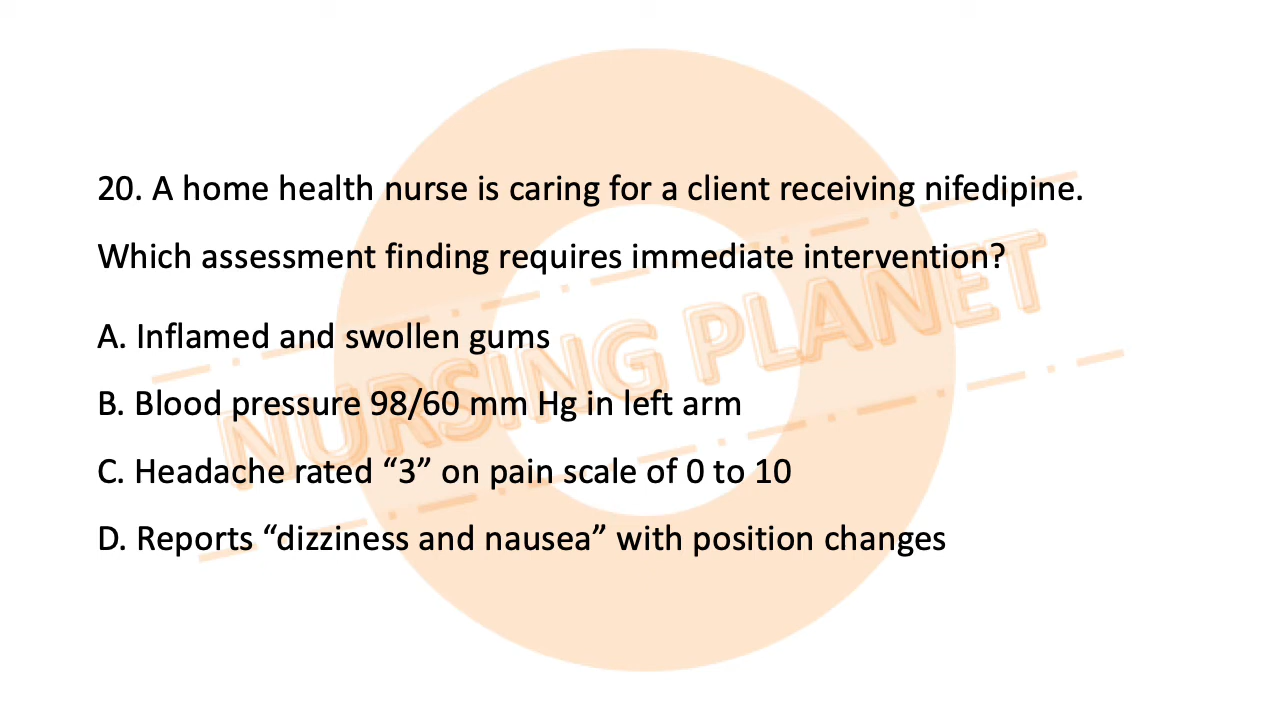 20. A home health nurse is caring for a client receiving nifedipine.
Which assessment finding requires immediate intervention?
A. Inflamed and swollen gums
B. Blood pressure 98/60 mm Hg in left arm
C. Headache rated “3” on pain scale of 0 to 10
D. Reports “dizziness and nausea” with position changes
NURSING PLANET